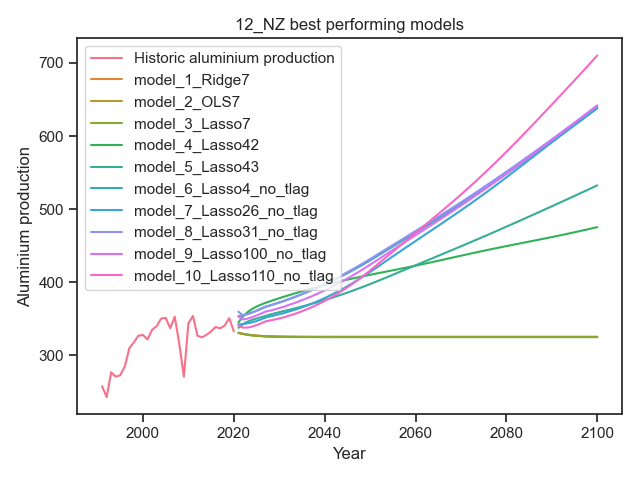 12_NZ best performing models
Aluminium production
700
600
500
400
300
Historic aluminium production
model_1_Ridge7
model_2_OLS7
model_3_Lasso7
model_4_Lasso42
model_5_Lasso43
model_6_Lasso4_no_tlag
model_7_Lasso26_no_tlag
model_8_Lasso31_no_tlag
model_9_Lasso100_no_tlag
model_10_Lasso110_no_tlag
2000
2020
2040
2060
2080
2100
Year